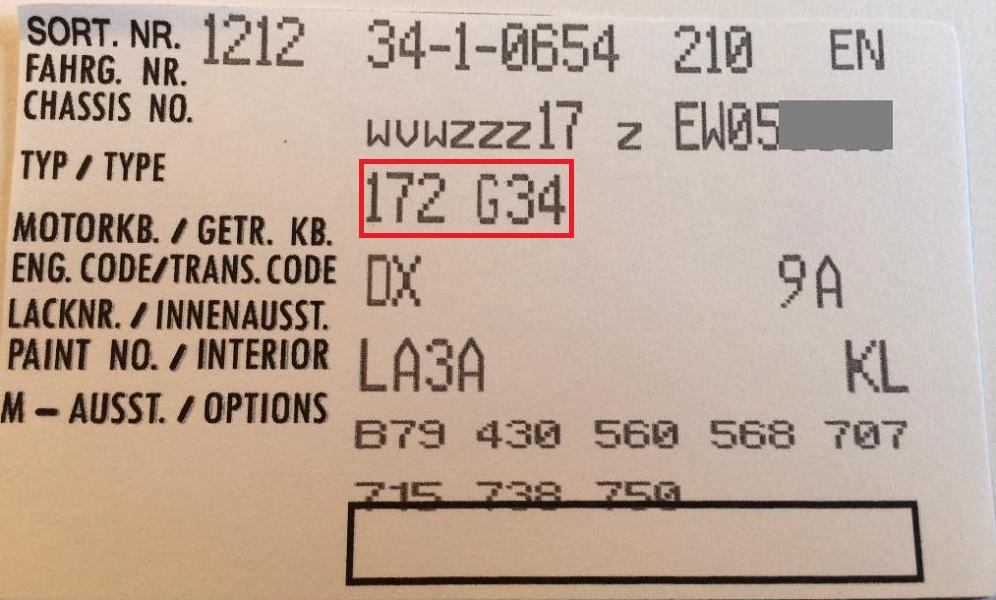 SORT. NR. 1212 34-1-0654 210 EN
FAHRG. NR.
CHASSIS NO. WVWZZZ17 Z EW05
TYP / TYPE 172 G34
MOTORKB. / GETR. KB.
ENG. CODE/TRANS. CODE DX 9A
LACKNR. / INNENAUSST.
PAINT NO. / INTERIOR LA3A KL
M – AUSST. / OPTIONS B79 430 560 568 707
715 738 750